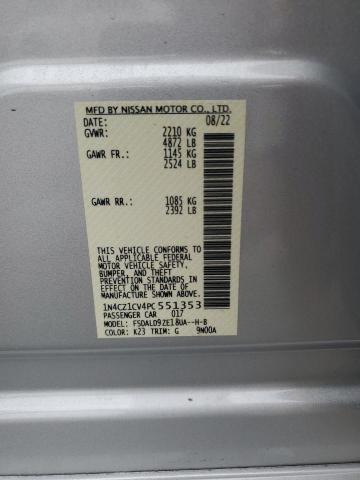 MFD BY NISSAN MOTOR CO., LTD.
DATE: 08/22
GVWR: 2210 KG
4872 LB
GAWR FR.: 1145 KG
2524 LB
GAWR RR.: 1085 KG
2392 LB
THIS VEHICLE CONFORMS TO
ALL APPLICABLE FEDERAL
MOTOR VEHICLE SAFETY,
BUMPER, AND THEFT
PREVENTION STANDARDS
IN EFFECT ON THE DATE OF
MANUFACTURE SHOWN ABOVE.
1N4CZ1CV4PC551353
PASSENGER CAR 017
MODEL: FSDALD9ZE18UA--H-B
COLOR: K23 TRIM: G 9N00A